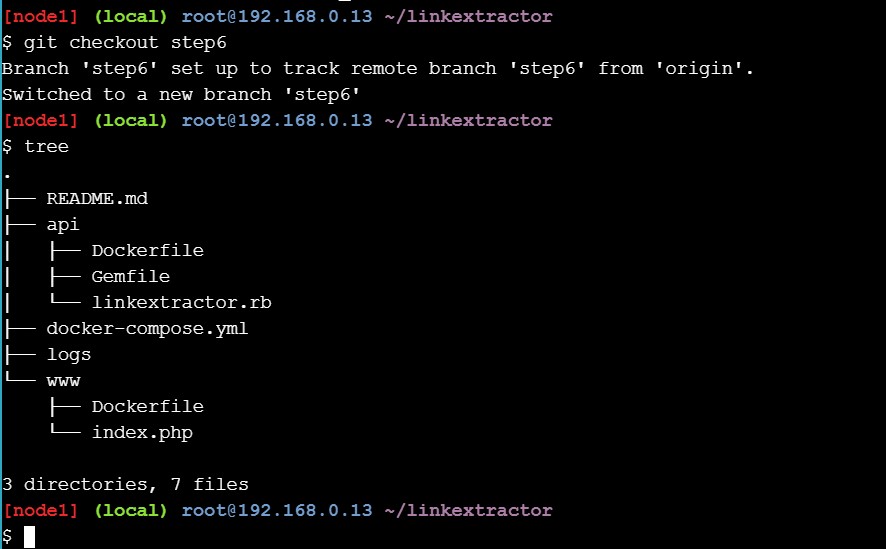 [node1] (local) root@192.168.0.13 ~/linkextractor
$ git checkout step6
Branch 'step6' set up to track remote branch 'step6' from 'origin'.
Switched to a new branch 'step6'
[node1] (local) root@192.168.0.13 ~/linkextractor
$ tree
.
├── README.md
├── api
│   ├── Dockerfile
│   ├── Gemfile
│   └── linkextractor.rb
├── docker-compose.yml
├── logs
└── www
    ├── Dockerfile
    └── index.php

3 directories, 7 files
[node1] (local) root@192.168.0.13 ~/linkextractor
$